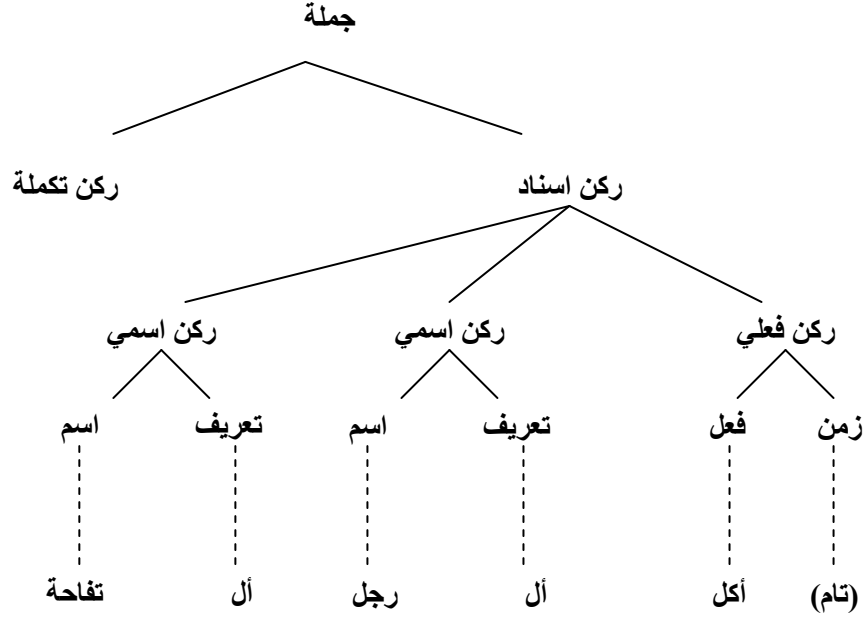 جملة
ركن اسناد ركن تكملة
ركن فعلي ركن اسمي ركن اسمي
زمن فعل تعريف اسم تعريف اسم
(تام) أكل أل رجل أل تفاحة